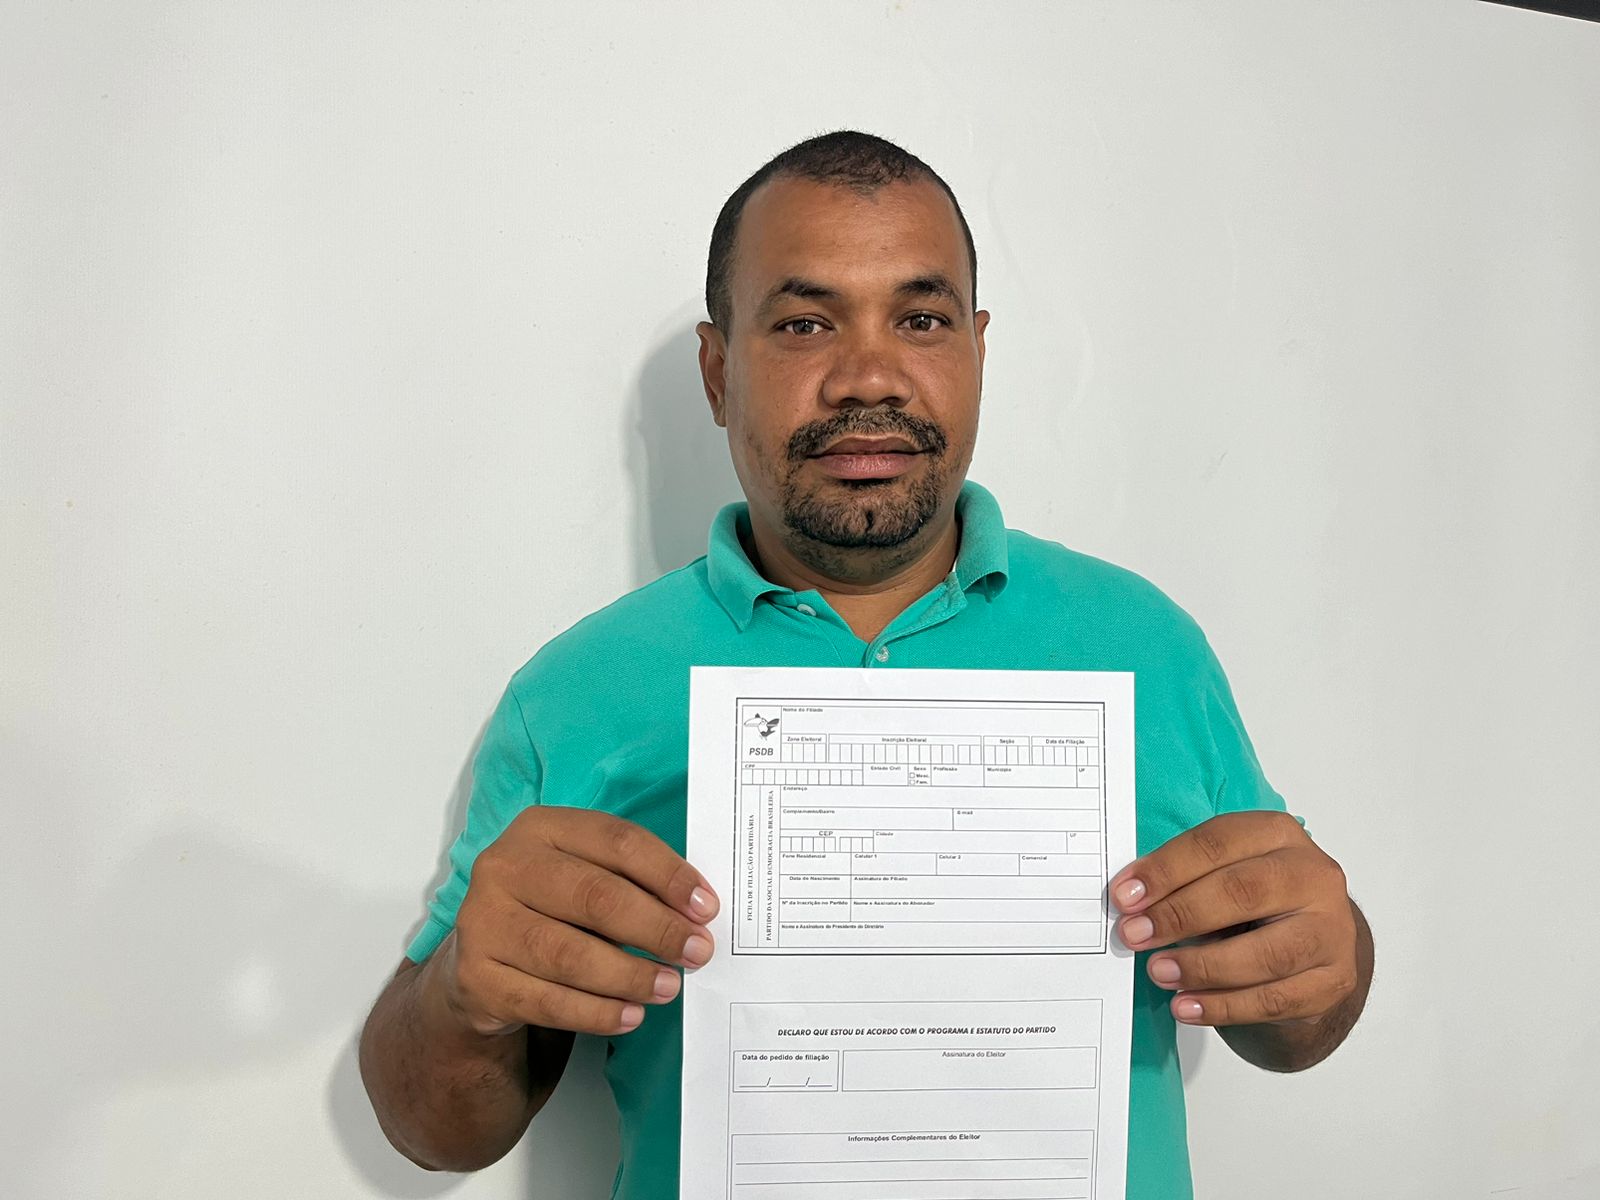 Nome do Filiado
PSDB
Zona Eleitoral
Inscrição Eleitoral
Seção
Data da Filiação
CPF
Estado Civil
Sexo
Masc.
Fem.
Profissão
Município
UF
FICHA DE FILIAÇÃO PARTIDÁRIA
PARTIDO DA SOCIAL DEMOCRACIA BRASILEIRA
Endereço
Complemento/Bairro
E-mail
CEP
Cidade
UF
Fone Residencial
Celular 1
Celular 2
Comercial
Data de Nascimento
Assinatura do Filiado
Nº da Inscrição no Partido
Nome e Assinatura do Abonador
Nome e Assinatura do Presidente do Diretório
DECLARO QUE ESTOU DE ACORDO COM O PROGRAMA E ESTATUTO DO PARTIDO
Data do pedido de filiação
Assinatura do Eleitor
____/____/____
Informações Complementares do Eleitor